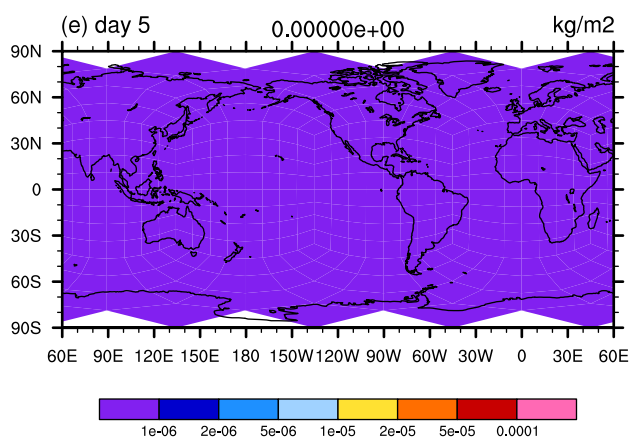 (e) day 5 0.00000e+00 kg/m2
90N
60N
30N
0
30S
60S
90S
60E 90E 120E 150E 180 150W 120W 90W 60W 30W 0 30E 60E
1e-06 2e-06 5e-06 1e-05 2e-05 5e-05 0.0001